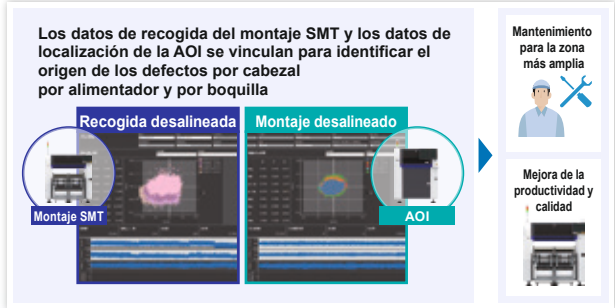 Los datos de recogida del montaje SMT y los datos de
localización de la AOI se vinculan para identificar el
origen de los defectos por cabezal
por alimentador y por boquilla
Recogida desalineada
Montaje desalineado
Montaje SMT
AOI
Mantenimiento
para la zona
más amplia
Mejora de la
productividad y
calidad